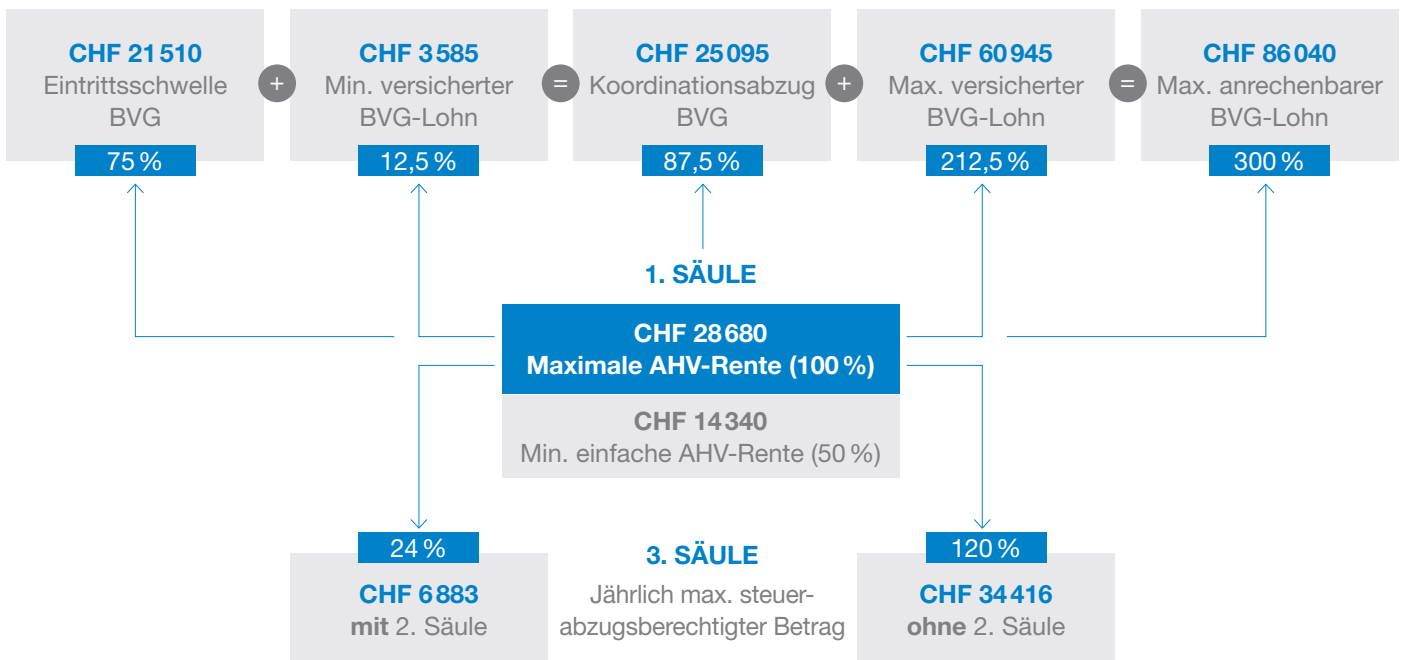 CHF 21 510
Eintrittsschwelle
BVG
75 %
+
CHF 3 585
Min. versicherter
BVG-Lohn
12,5 %
=
CHF 25 095
Koordinationsabzug
BVG
87,5 %
+
CHF 60 945
Max. versicherter
BVG-Lohn
212,5 %
=
CHF 86 040
Max. anrechenbarer
BVG-Lohn
300 %
1. SÄULE
CHF 28 680
Maximale AHV-Rente (100 %)
CHF 14 340
Min. einfache AHV-Rente (50 %)
24 %
CHF 6 883
mit 2. Säule
3. SÄULE
Jährlich max. steuer-
abzugsberechtigter Betrag
120 %
CHF 34 416
ohne 2. Säule